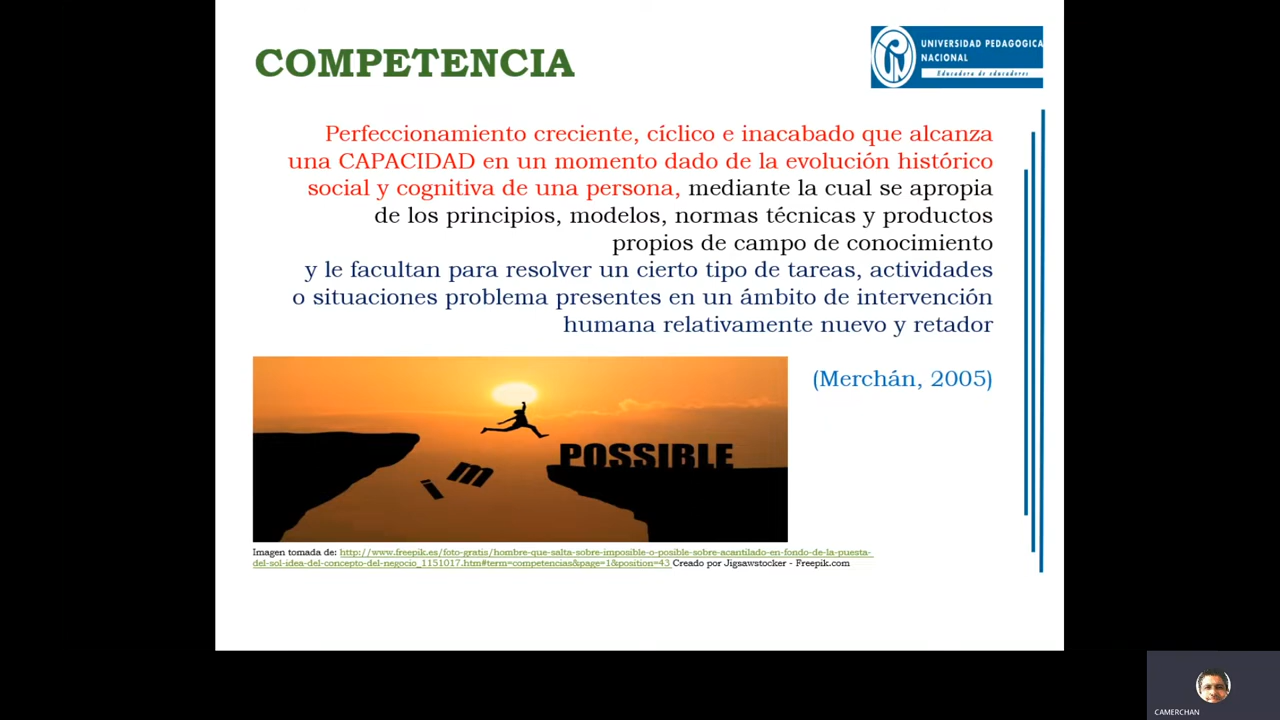 COMPETENCIA
UNIVERSIDAD PEDAGOGICA
NACIONAL
Educadora de educadores
Perfeccionamiento creciente, cíclico e inacabado que alcanza
una CAPACIDAD en un momento dado de la evolución histórico
social y cognitiva de una persona, mediante la cual se apropia
de los principios, modelos, normas técnicas y productos
propios de campo de conocimiento
y le facultan para resolver un cierto tipo de tareas, actividades
o situaciones problema presentes en un ámbito de intervención
humana relativamente nuevo y retador
(Merchán, 2005)
im
POSSIBLE
Imagen tomada de: http://www.freepik.es/foto-gratis/hombre-que-salta-sobre-imposible-o-posible-sobre-acantilado-en-fondo-de-la-puesta-
del-sol-idea-del-concepto-del-negocio_1151017.htm#term=competencias&page=1&position=43 Creado por Jigsawstocker - Freepik.com
CAMERCHAN